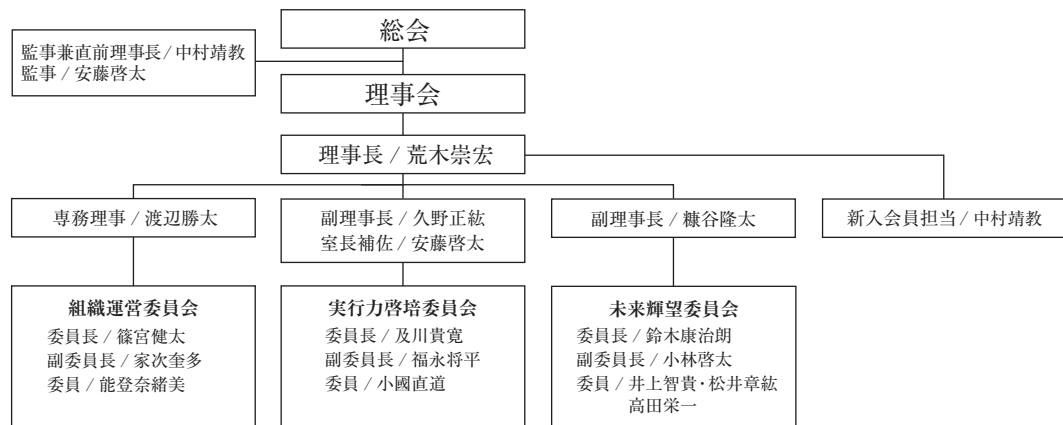 総会
監事兼直前理事長 / 中村靖教
監事 / 安藤啓太
理事会
理事長 / 荒木崇宏
専務理事 / 渡辺勝太
副理事長 / 久野正紘
室長補佐 / 安藤啓太
副理事長 / 糠谷隆太
新入会員担当 / 中村靖教
組織運営委員会
委員長 / 篠宮健太
副委員長 / 家次奎多
委員 / 能登奈緒美
実行力啓培委員会
委員長 / 及川貴寛
副委員長 / 福永将平
委員 / 小國直道
未来輝望委員会
委員長 / 鈴木康治朗
副委員長 / 小林啓太
委員 / 井上智貴・松井章紘
高田栄一